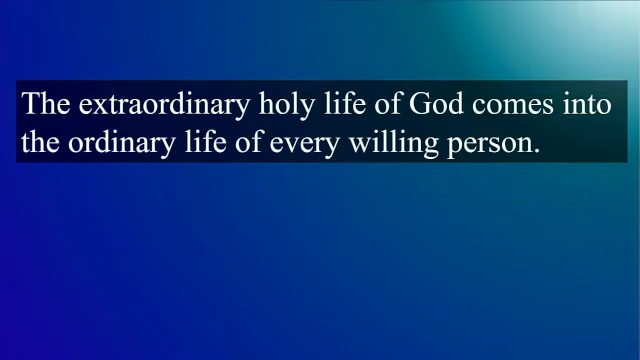 The extraordinary holy life of God comes into
the ordinary life of every willing person.